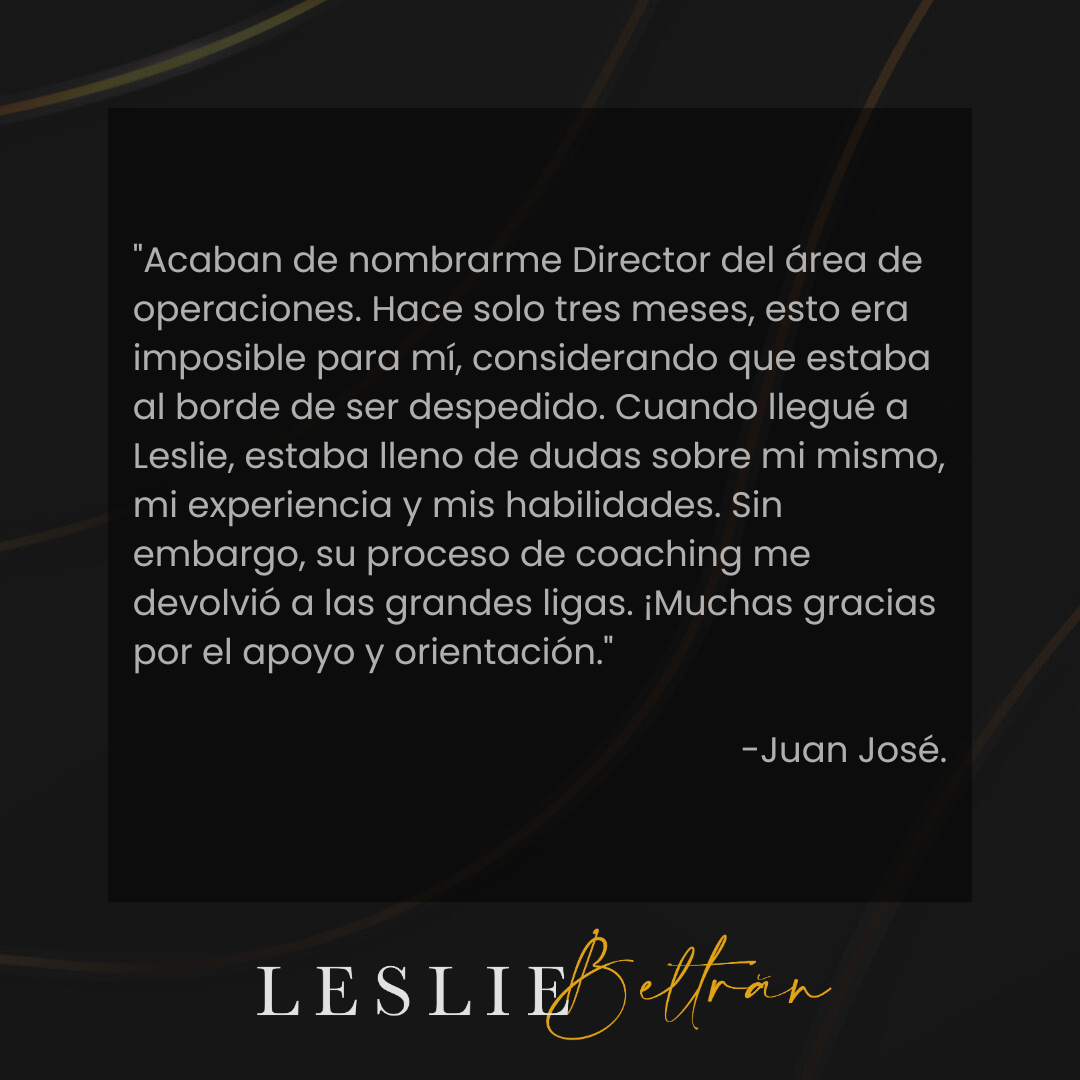 "Acaban de nombrarme Director del área de
operaciones. Hace solo tres meses, esto era
imposible para mí, considerando que estaba
al borde de ser despedido. Cuando llegué a
Leslie, estaba lleno de dudas sobre mi mismo,
mi experiencia y mis habilidades. Sin
embargo, su proceso de coaching me
devolvió a las grandes ligas. ¡Muchas gracias
por el apoyo y orientación."
-Juan José.
LESLIE Beltrán